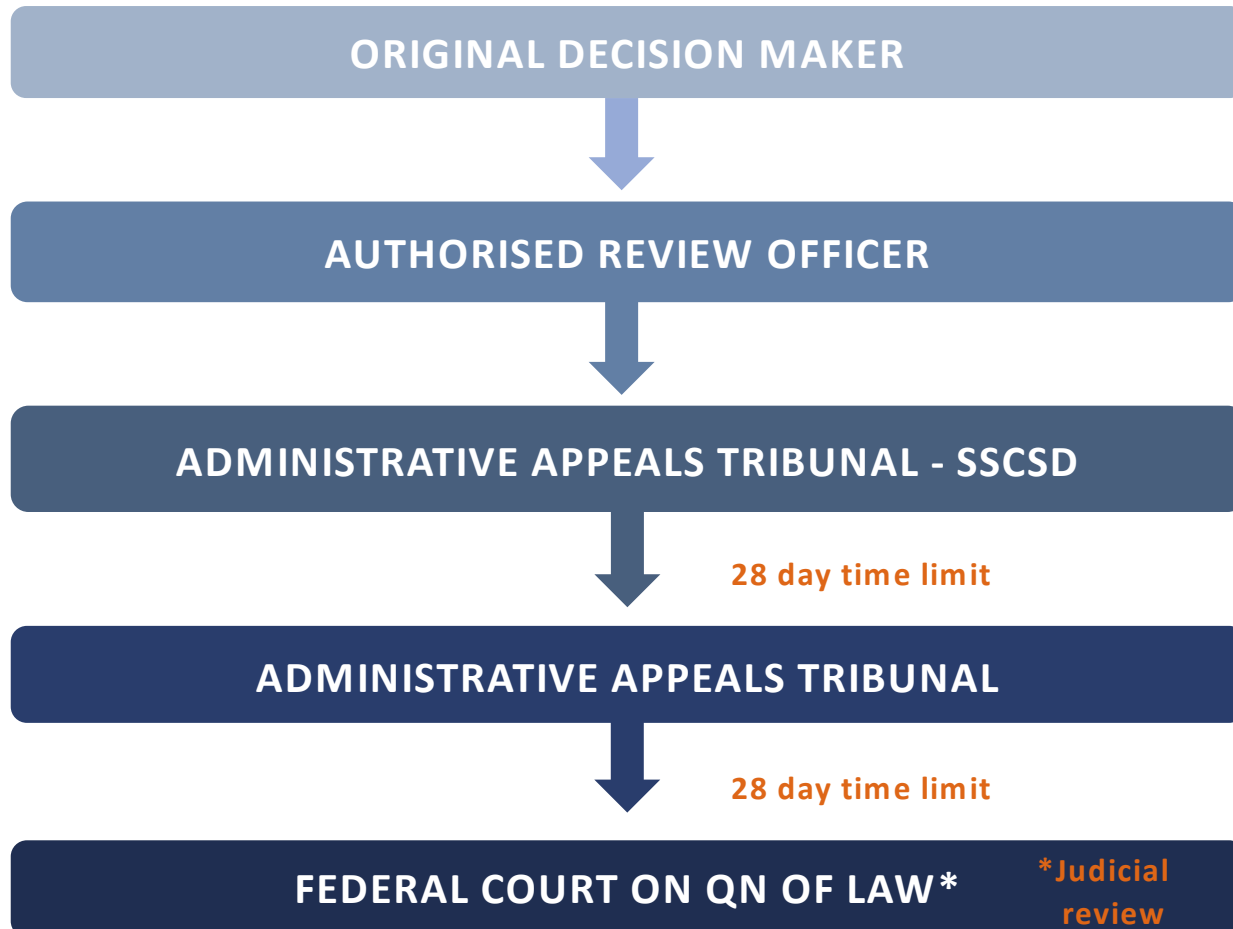 ORIGINAL DECISION MAKER
AUTHORISED REVIEW OFFICER
ADMINISTRATIVE APPEALS TRIBUNAL - SSCSD
28 day time limit
ADMINISTRATIVE APPEALS TRIBUNAL
28 day time limit
FEDERAL COURT ON QN OF LAW*
*Judicial
review